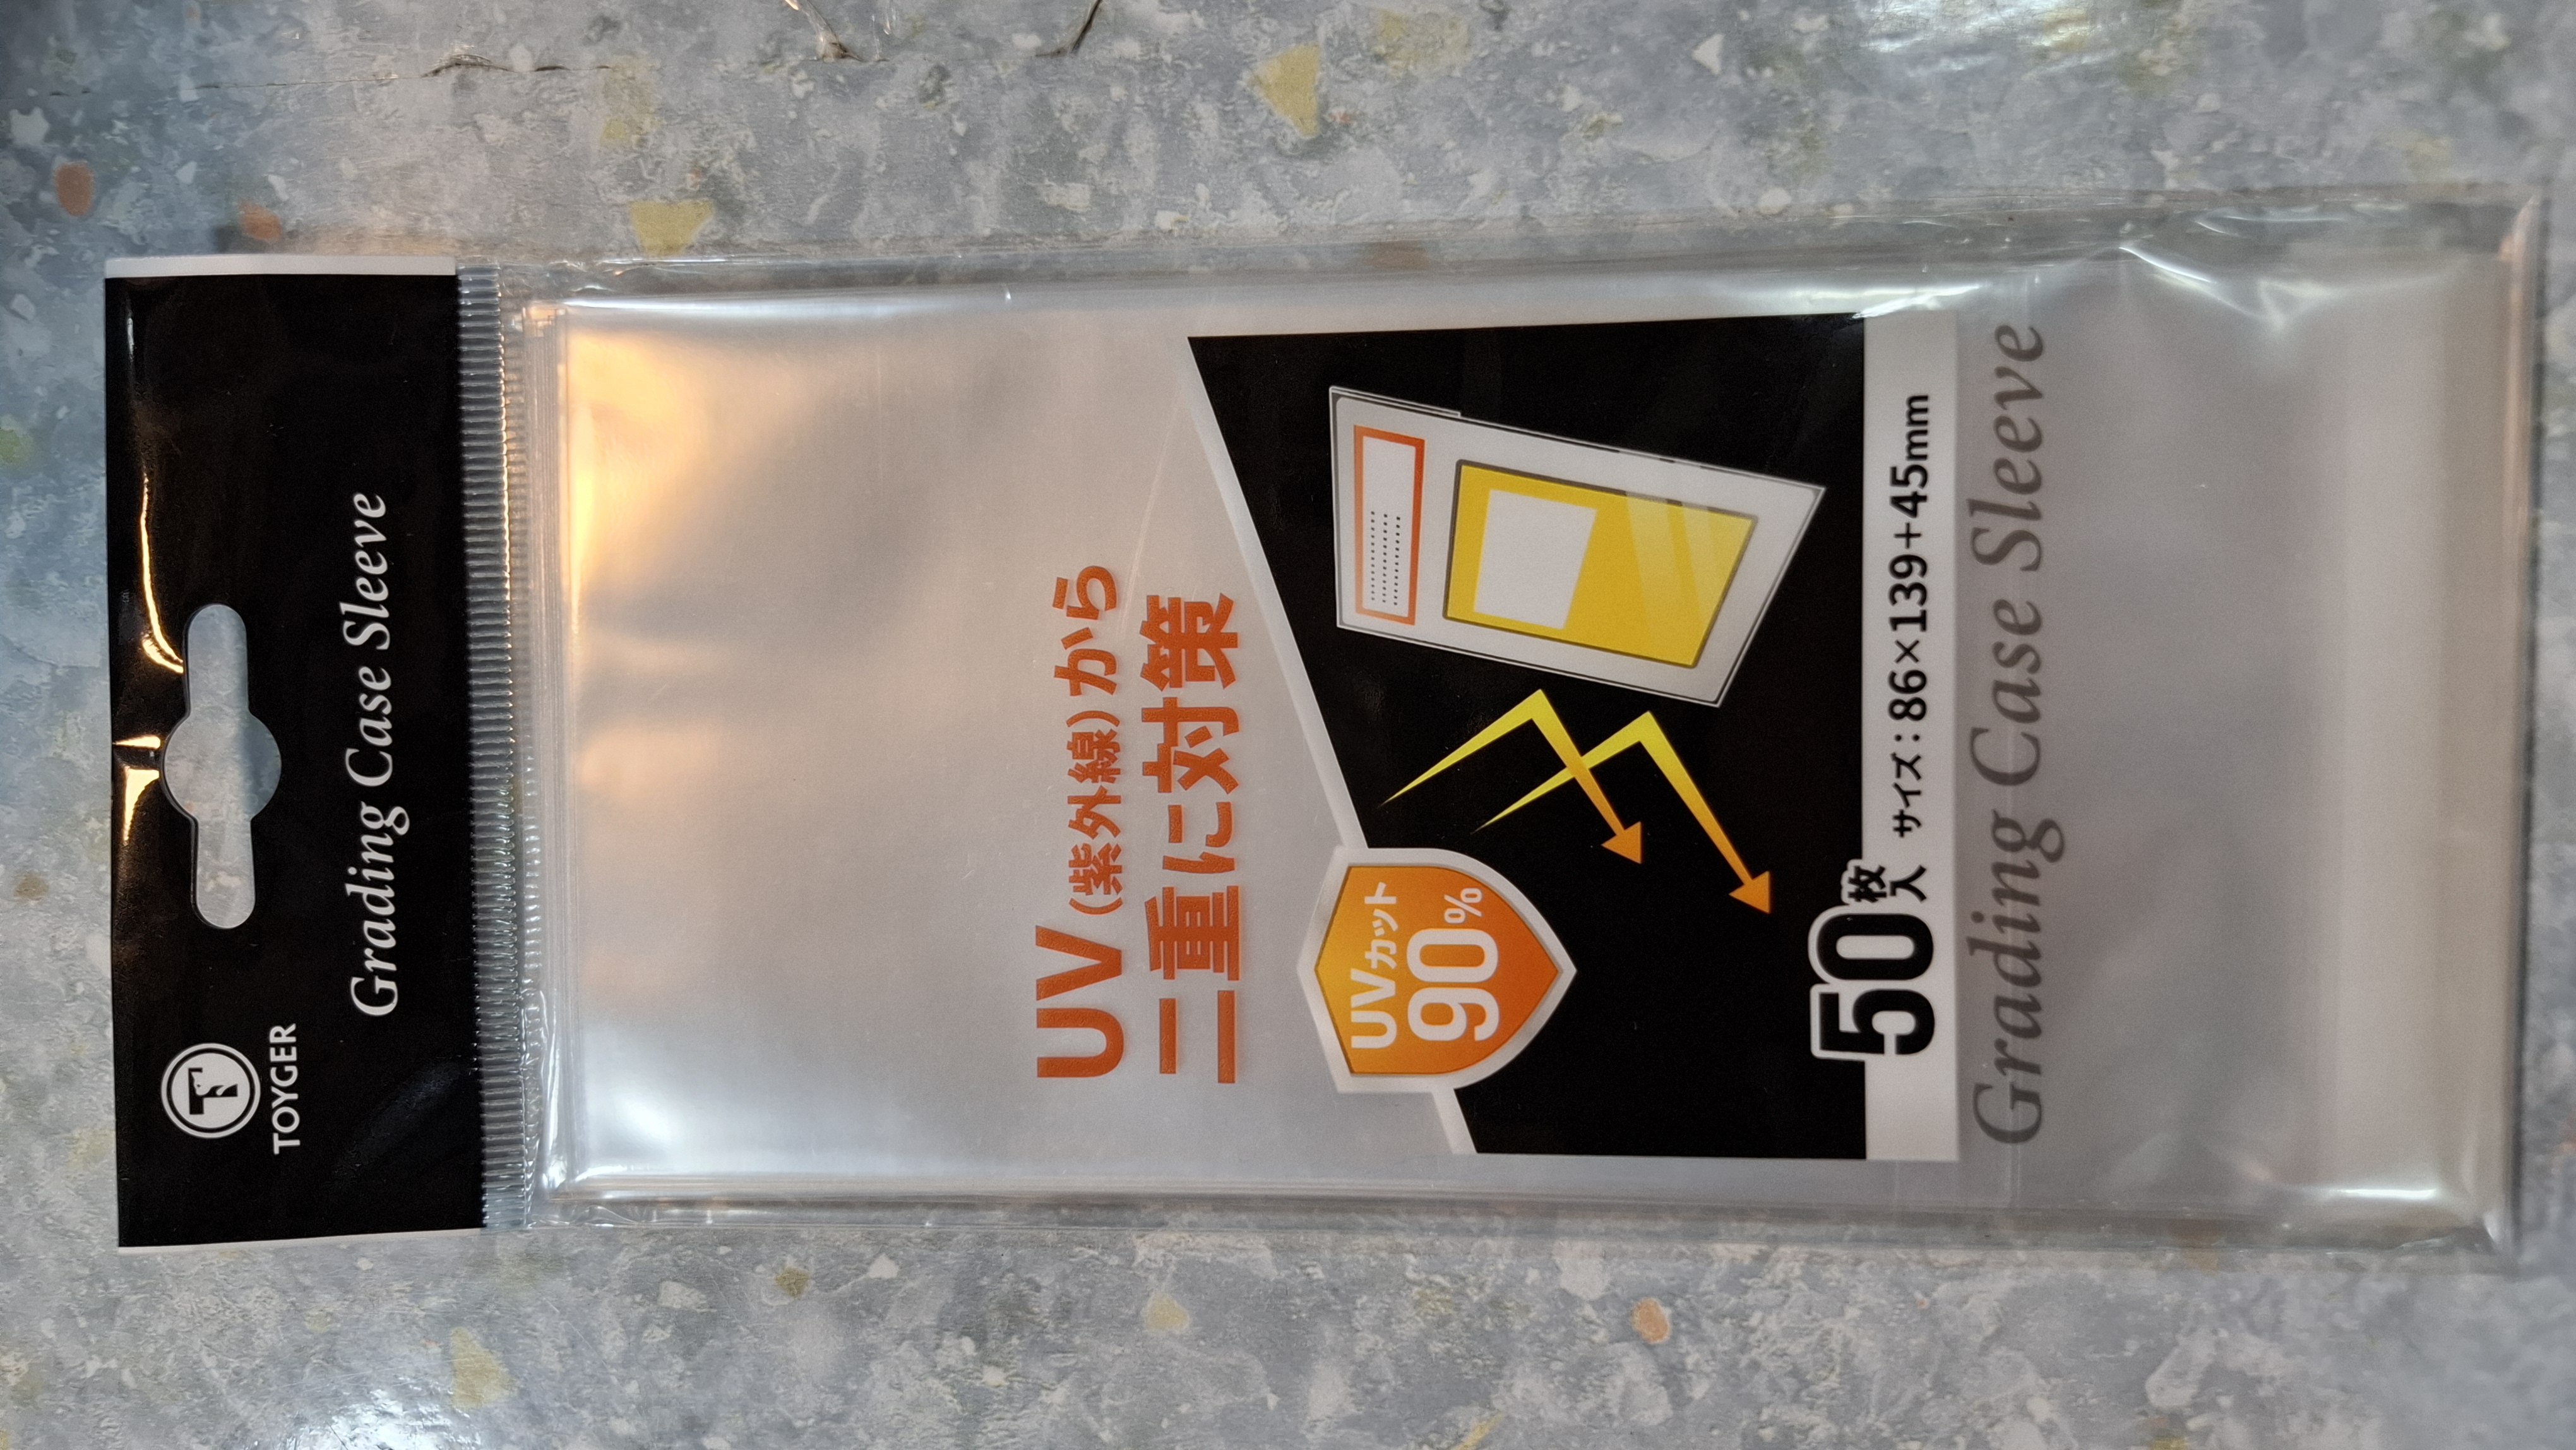 TOYGER
Grading Case Sleeve
UV(紫外線)から
二重に対策
UVカット
90%
50枚入 サイズ:86×139+45mm
Grading Case Sleeve